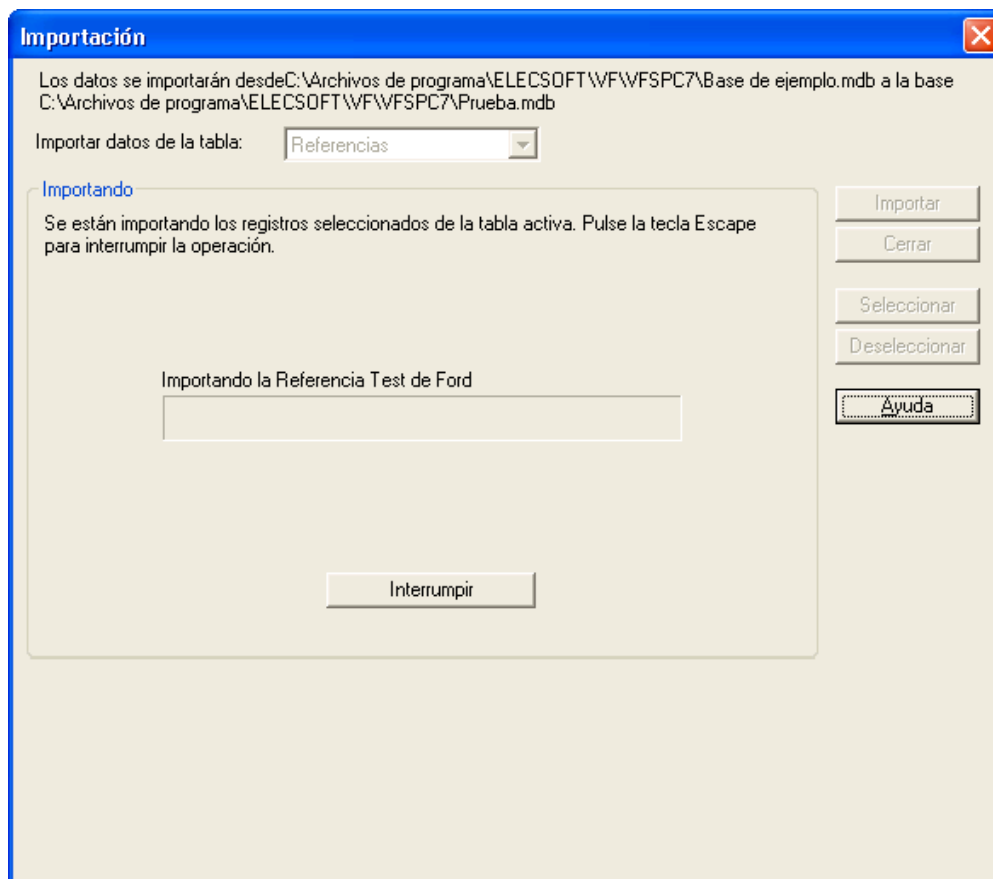 Importación
Los datos se importarán desdeC:\Archivos de programa\ELECSOFT\VF\VFSPC7\Base de ejemplo.mdb a la base
C:\Archivos de programa\ELECSOFT\VF\VFSPC7\Prueba.mdb
Importar datos de la tabla: Referencias
Importando
Se están importando los registros seleccionados de la tabla activa. Pulse la tecla Escape
para interrumpir la operación.
Importando la Referencia Test de Ford
Interrumpir
Importar
Cerrar
Seleccionar
Deseleccionar
Ayuda